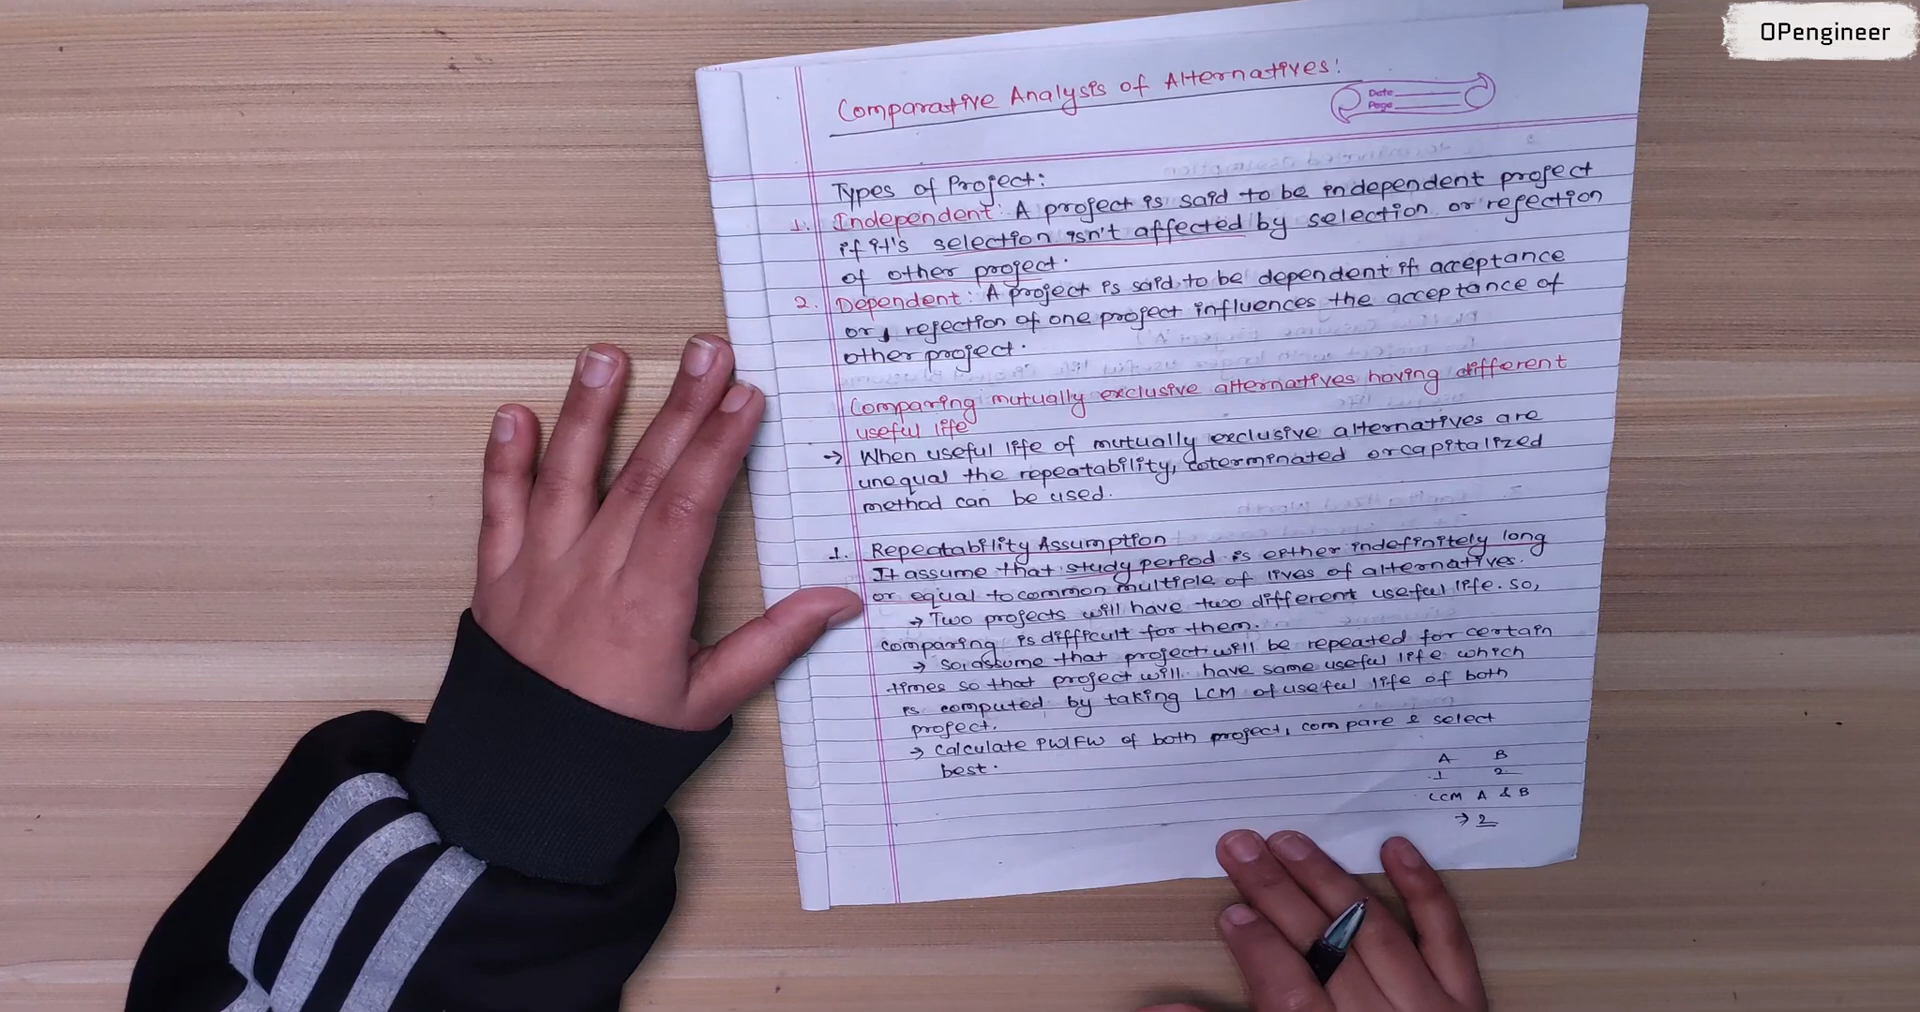 OPengineer
Comparative Analysis of Alternatives:
Date
Page
Types of Project:
1. Independent: A project is said to be independent project
if it's selection isn't affected by selection or rejection
of other project.
2. Dependent: A project is said to be dependent if acceptance
or, rejection of one project influences the acceptance of
other project.
Comparing mutually exclusive alternatives having different
useful life
→ When useful life of mutually exclusive alternatives are
unequal the repeatability, coterminated or capitalized
method can be used.
1. Repeatability Assumption
It assume that study period is either indefinitely long
or equal to common multiple of lives of alternatives.
→ Two projects will have two different useful life. so,
comparing is difficult for them.
→ so, assume that project will be repeated for certain
times so that project will have same useful life which
is computed by taking LCM of useful life of both
project.
→ calculate PW/FW of both project, compare & select
best.
A B
1 2
LCM A & B
→ 2